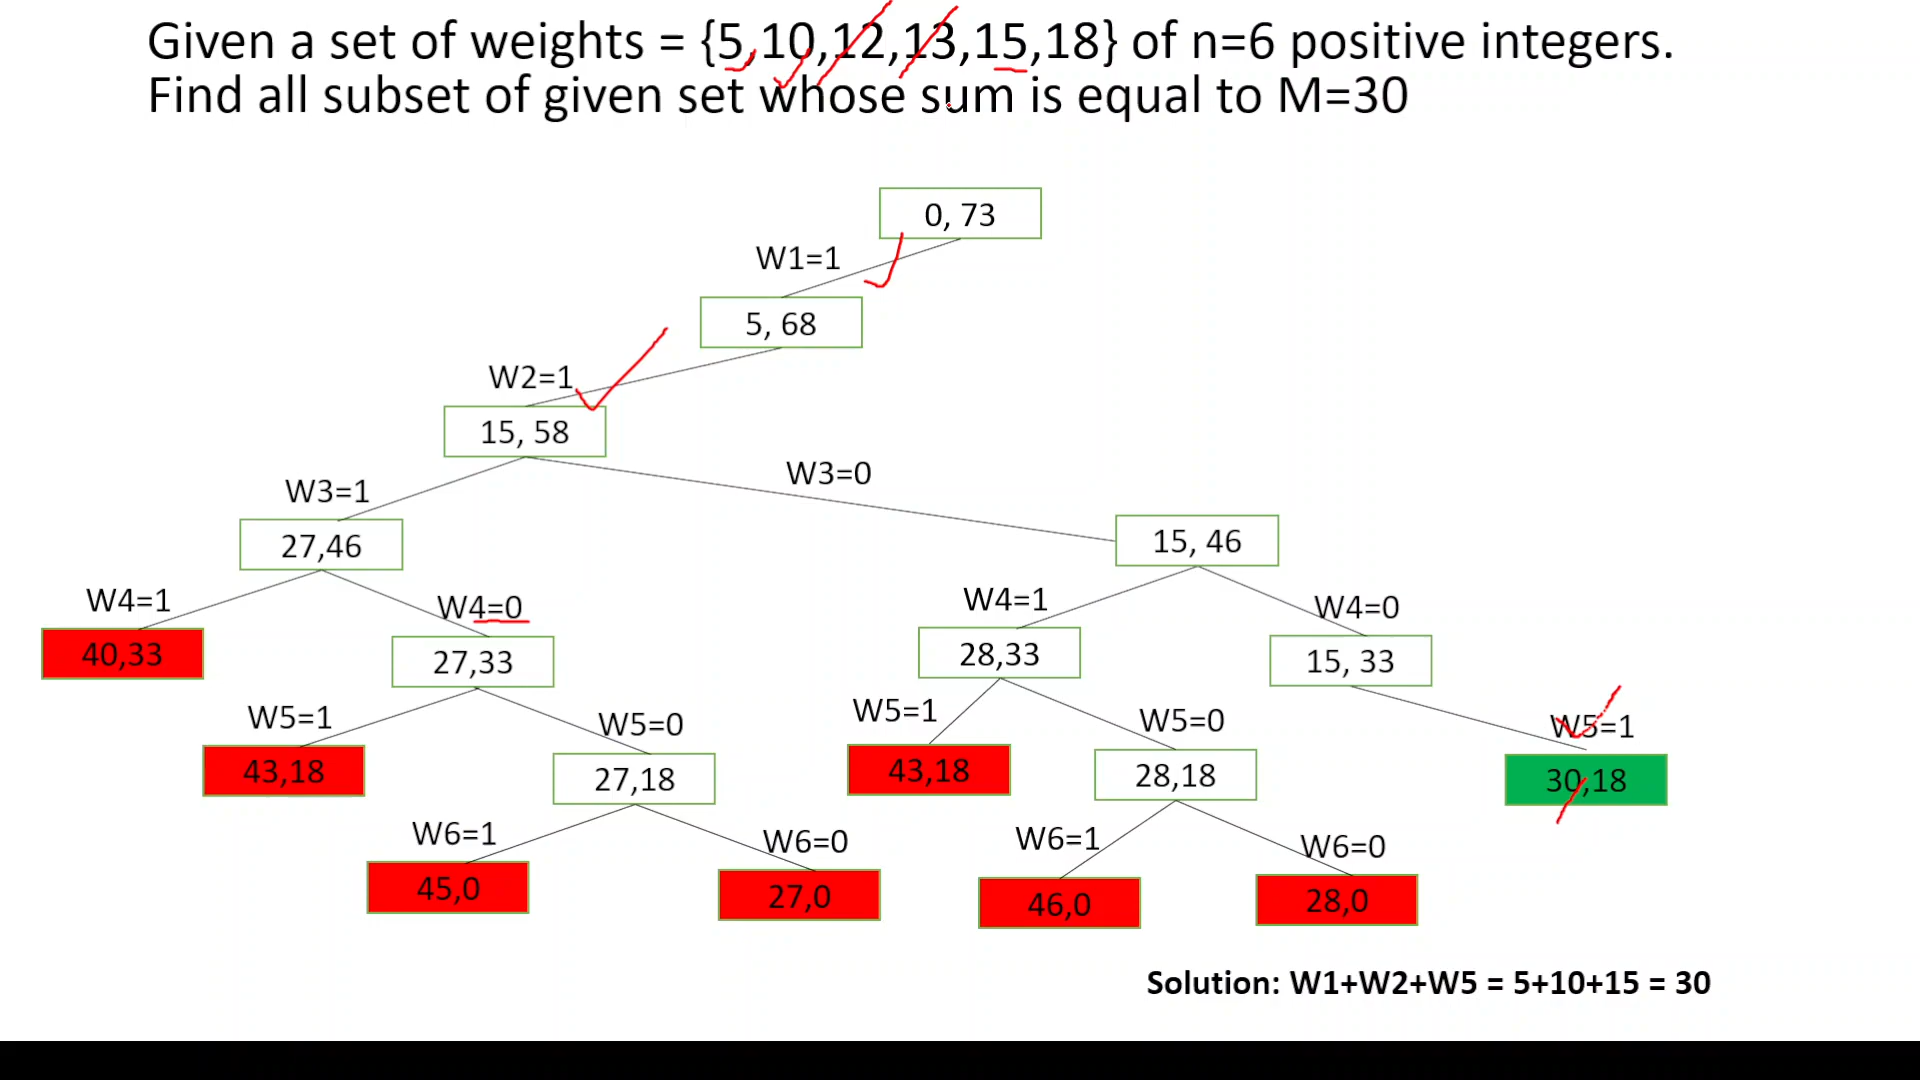 Given a set of weights = {5,10,12,13,15,18} of n=6 positive integers.
Find all subset of given set whose sum is equal to M=30
0, 73
W1=1
5, 68
W2=1
15, 58
W3=1
W3=0
27,46
15, 46
W4=1
W4=0
W4=1
W4=0
40,33
27,33
28,33
15, 33
W5=1
W5=0
W5=1
W5=0
W5=1
43,18
27,18
43,18
28,18
30,18
W6=1
W6=0
W6=1
W6=0
45,0
27,0
46,0
28,0
Solution: W1+W2+W5 = 5+10+15 = 30